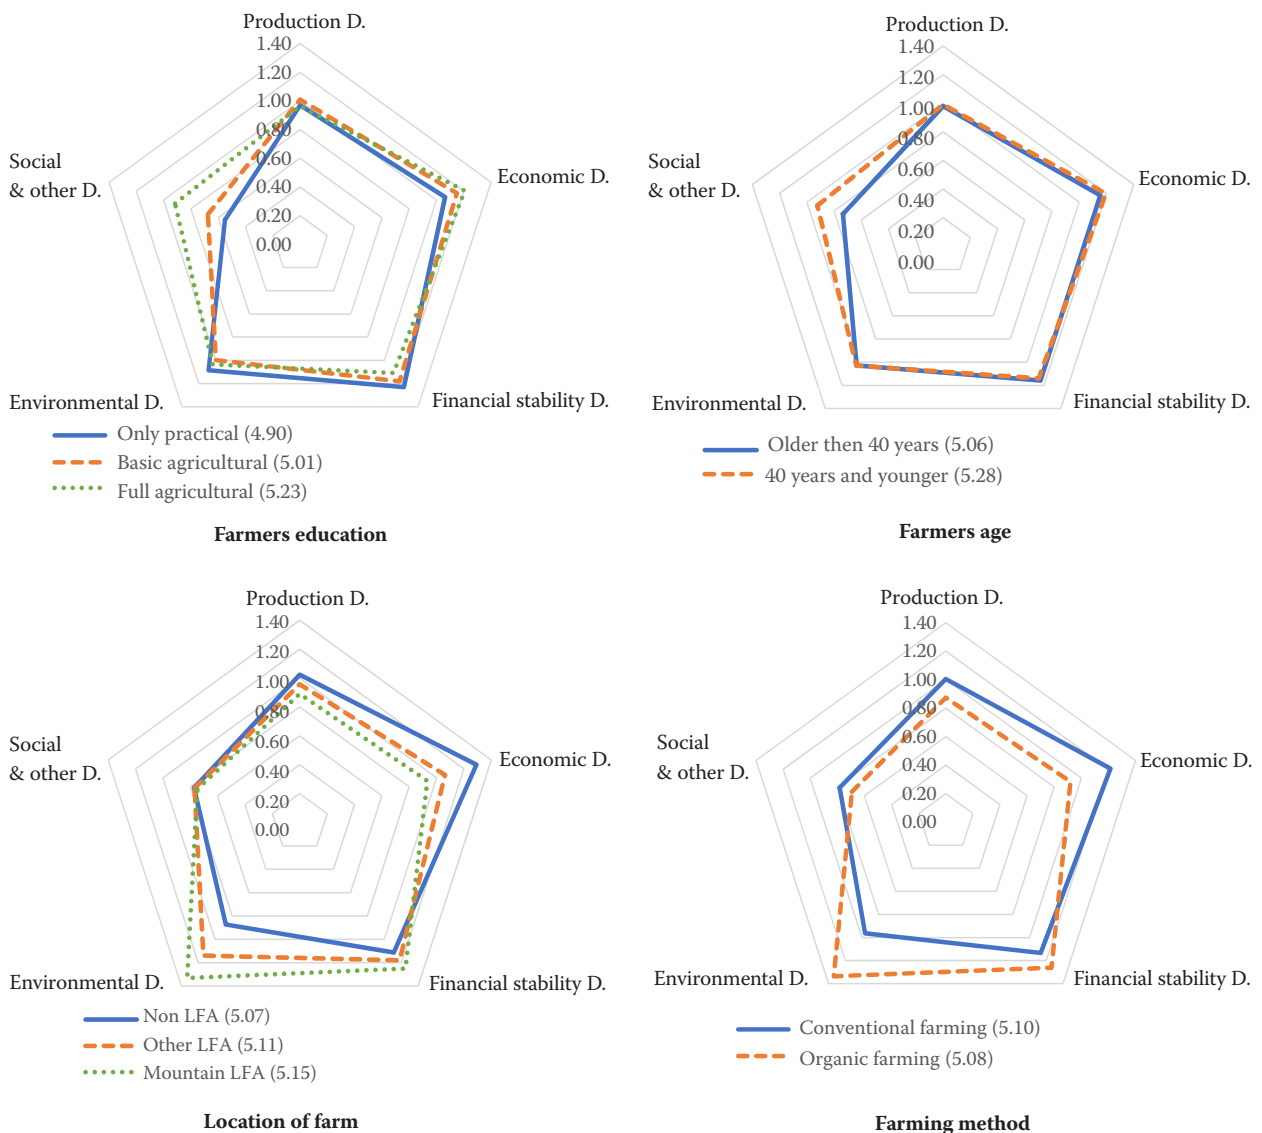 Production D.
1.40
1.20
1.00
0.80
0.60
0.40
0.20
0.00
Social
& other D.
Economic D.
Environmental D.
Financial stability D.
Only practical (4.90)
Basic agricultural (5.01)
Full agricultural (5.23)
Farmers education
Production D.
1.40
1.20
1.00
0.80
0.60
0.40
0.20
0.00
Social
& other D.
Economic D.
Environmental D.
Financial stability D.
Older then 40 years (5.06)
40 years and younger (5.28)
Farmers age
Production D.
1.40
1.20
1.00
0.80
0.60
0.40
0.20
0.00
Social
& other D.
Economic D.
Environmental D.
Financial stability D.
Non LFA (5.07)
Other LFA (5.11)
Mountain LFA (5.15)
Location of farm
Production D.
1.40
1.20
1.00
0.80
0.60
0.40
0.20
0.00
Social
& other D.
Economic D.
Environmental D.
Financial stability D.
Conventional farming (5.10)
Organic farming (5.08)
Farming method